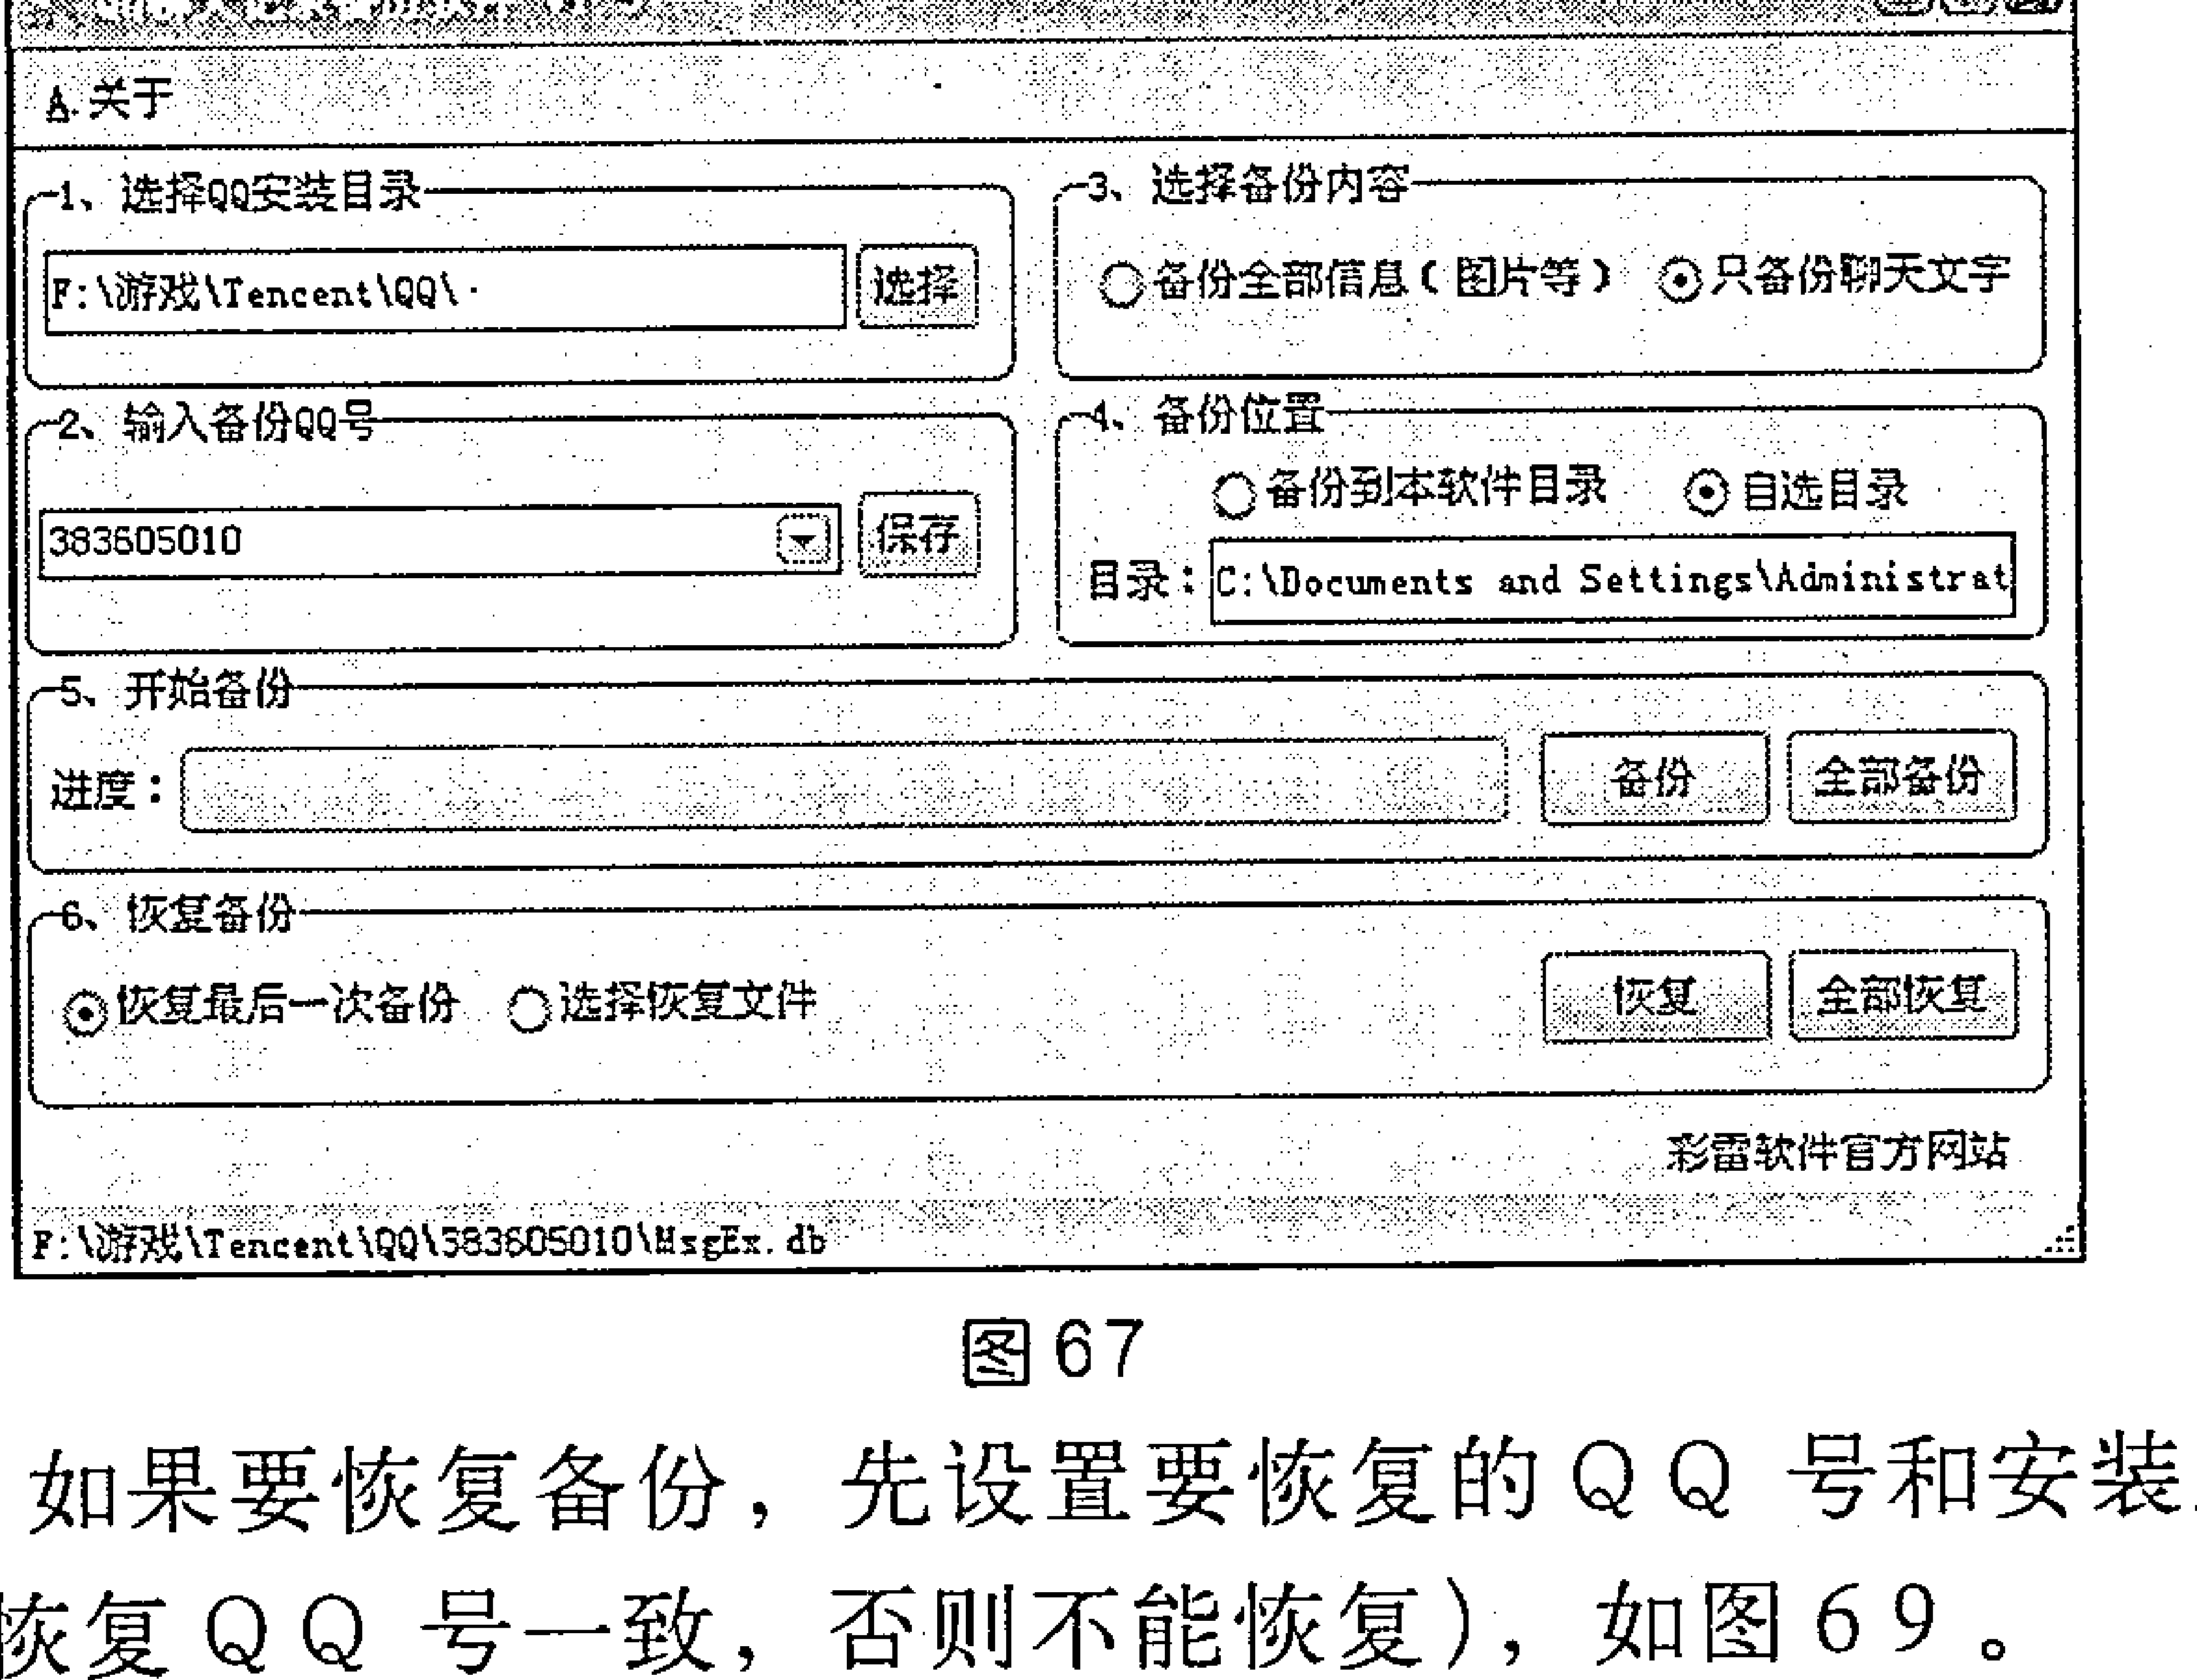 A.关于
1、选择QQ安装目录
F:\游戏\Tencent\QQ\
选择
3、选择备份内容
备份全部信息（图片等） 只备份聊天文字
2、输入备份QQ号
383605010
保存
4、备份位置
备份到本软件目录 自选目录
目录：C:\Documents and Settings\Administrat
5、开始备份
进度：
备份 全部备份
6、恢复备份
恢复最后一次备份 选择恢复文件
恢复 全部恢复
彩雷软件官方网站
F:\游戏\Tencent\QQ\383605010\MsgEx.db
图67
如果要恢复备份，先设置要恢复的QQ 号和安装
恢复QQ 号一致，否则不能恢复），如图69。